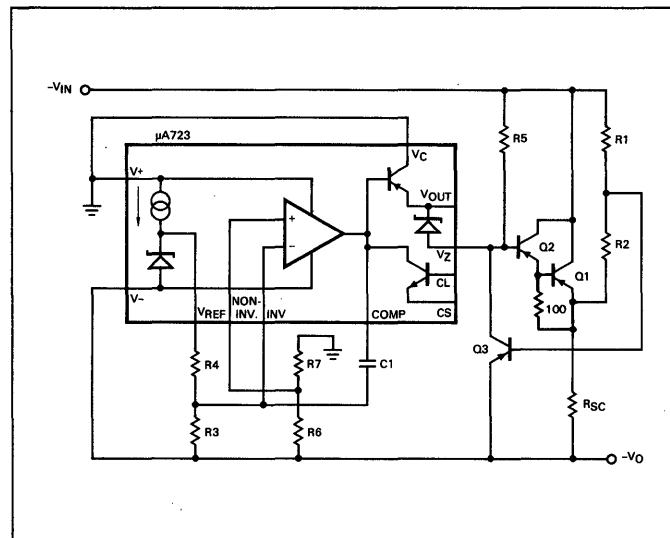 -VIN
μA723
VC
R5
R1
V+
VOUT
+
Q2
R2
VZ
Q1
-
CL
V-
NON-
VREF INV. INV
COMP
CS
100
R7
R4
C1
Q3
RSC
R3
R6
-VO